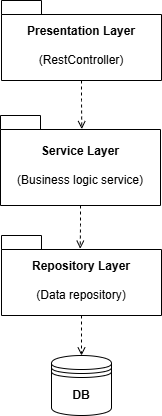 Presentation Layer
(RestController)
Service Layer
(Business logic service)
Repository Layer
(Data repository)
DB